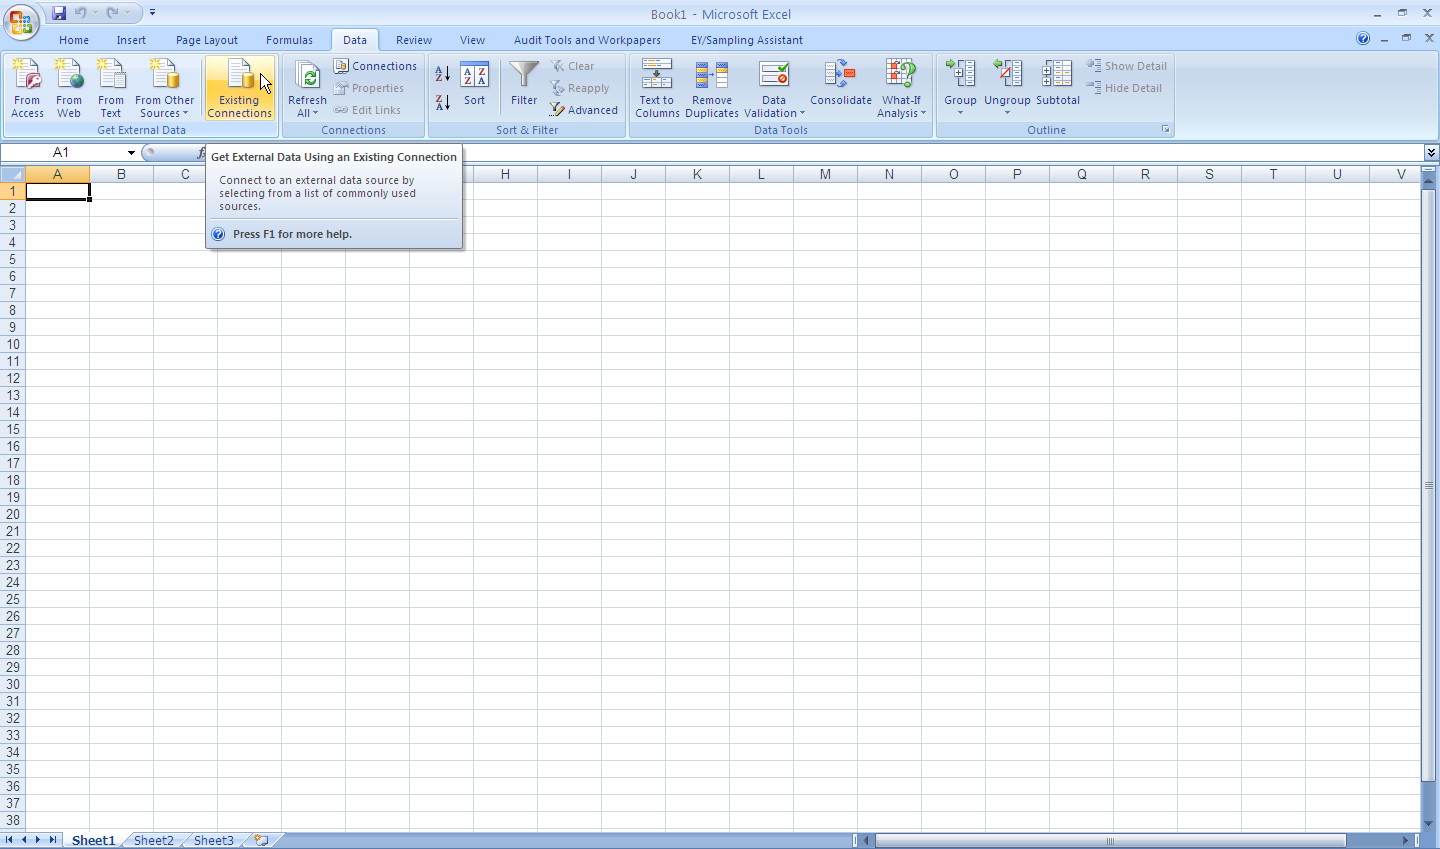 Book1 - Microsoft Excel
Home Insert Page Layout Formulas Data Review View Audit Tools and Workpapers EY/Sampling Assistant
From Access
From Web
From Text
From Other Sources
Existing Connections
Get External Data
Refresh All
Connections
Properties
Edit Links
Connections
A Z
Z A
A Z Z A
Sort
Filter
Clear
Reapply
Advanced
Sort & Filter
Text to Columns
Remove Duplicates
Data Validation
Consolidate
What-If Analysis
Data Tools
Group
Ungroup
Subtotal
Show Detail
Hide Detail
Outline
A1
Get External Data Using an Existing Connection
Connect to an external data source by
selecting from a list of commonly used
sources.
Press F1 for more help.
A B C H I J K L M N O P Q R S T U V
1
2
3
4
5
6
7
8
9
10
11
12
13
14
15
16
17
18
19
20
21
22
23
24
25
26
27
28
29
30
31
32
33
34
35
36
37
38
Sheet1 Sheet2 Sheet3